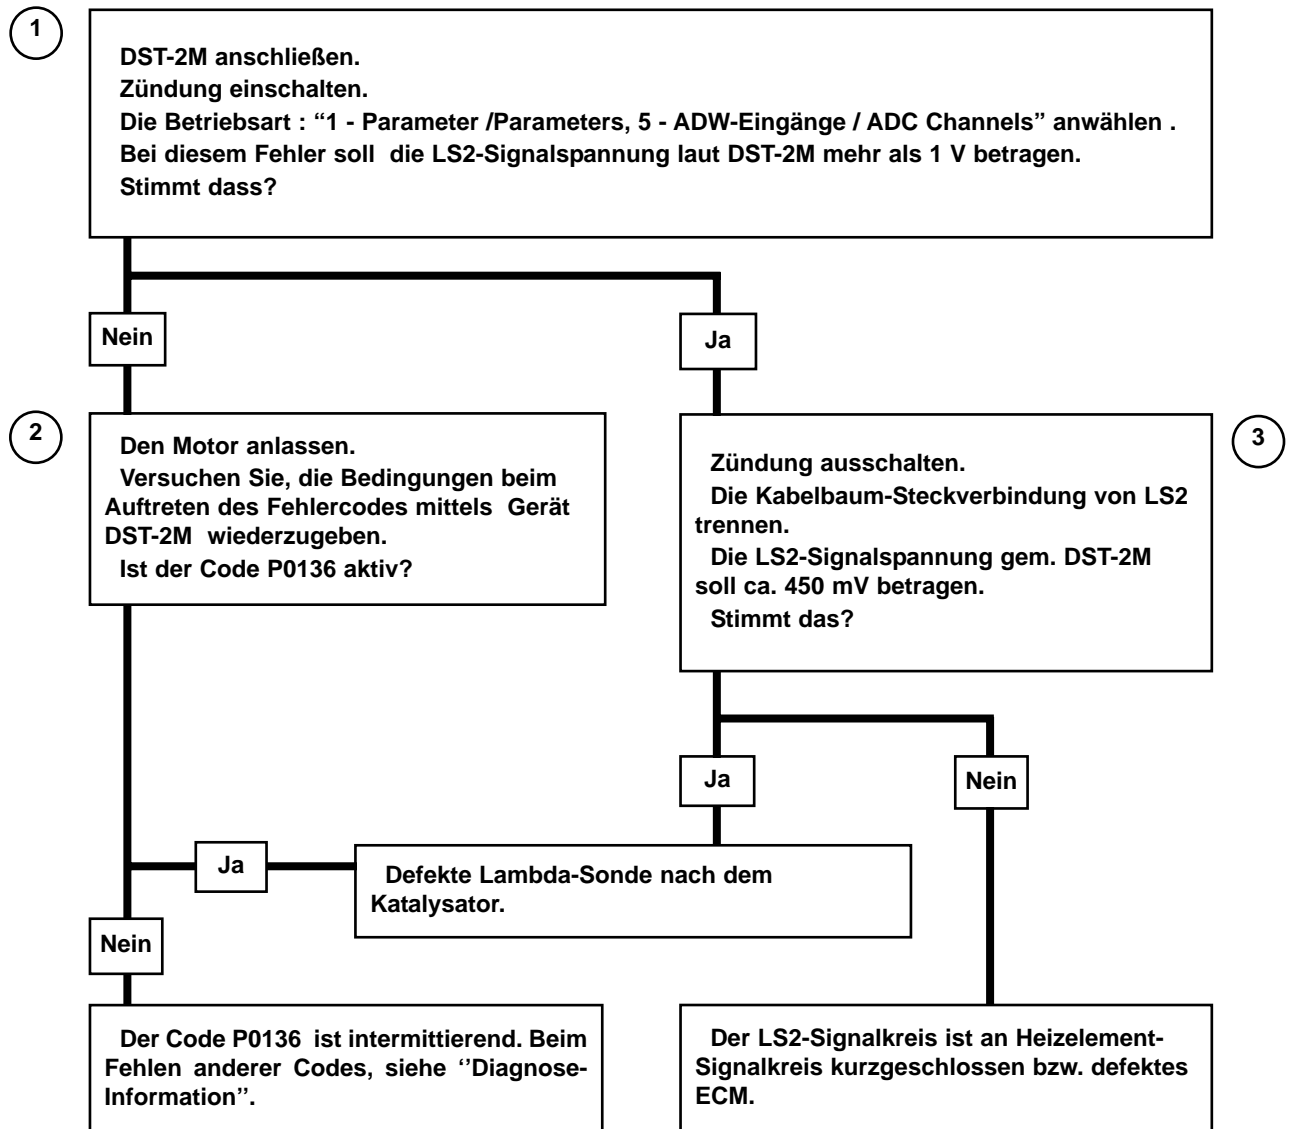 1
DST-2M anschließen.
Zündung einschalten.
Die Betriebsart : “1 - Parameter /Parameters, 5 - ADW-Eingänge / ADC Channels” anwählen .
Bei diesem Fehler soll die LS2-Signalspannung laut DST-2M mehr als 1 V betragen.
Stimmt dass?
Nein
Ja
2
Den Motor anlassen.
Versuchen Sie, die Bedingungen beim
Auftreten des Fehlercodes mittels Gerät
DST-2M wiederzugeben.
Ist der Code P0136 aktiv?
3
Zündung ausschalten.
Die Kabelbaum-Steckverbindung von LS2
trennen.
Die LS2-Signalspannung gem. DST-2M
soll ca. 450 mV betragen.
Stimmt das?
Ja
Nein
Ja
Defekte Lambda-Sonde nach dem
Katalysator.
Nein
Der Code P0136 ist intermittierend. Beim
Fehlen anderer Codes, siehe ‘’Diagnose-
Information’’.
Der LS2-Signalkreis ist an Heizelement-
Signalkreis kurzgeschlossen bzw. defektes
ECM.